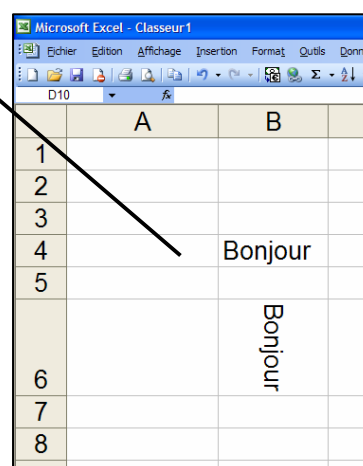 Microsoft Excel - Classeur1
Fichier Edition Affichage Insertion Format Outils Donn
D10 fx Σ
A B
1
2
3
4 Bonjour
5
6 Bonjour
7
8